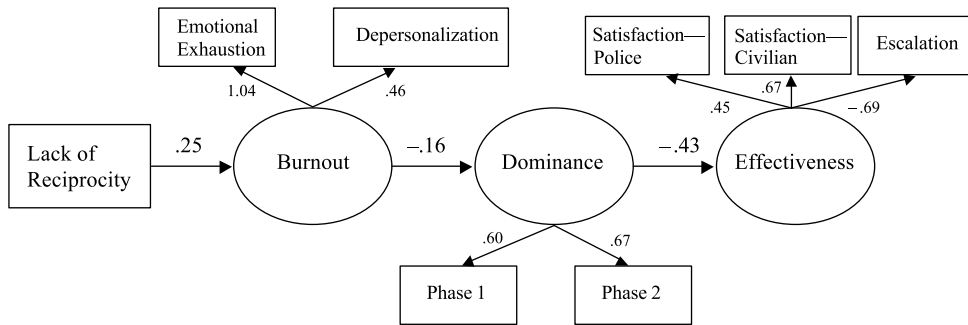 Emotional
Exhaustion
Depersonalization
Satisfaction—
Police
Satisfaction—
Civilian
Escalation
1.04
.46
.45
.67
–.69
Lack of
Reciprocity
.25
Burnout
–.16
Dominance
–.43
Effectiveness
.60
.67
Phase 1
Phase 2